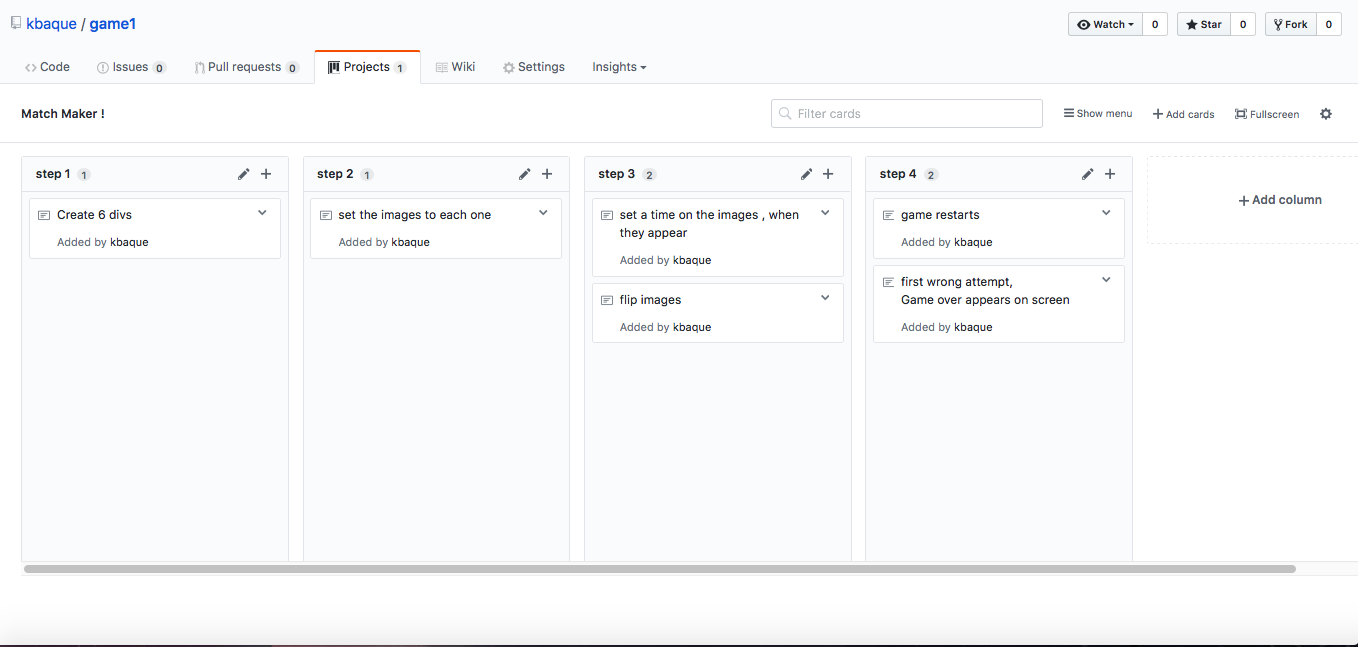 kbaque / game1
Watch 0 Star 0 Fork 0
Code Issues 0 Pull requests 0 Projects 1 Wiki Settings Insights
Match Maker !
Filter cards
Show menu Add cards Fullscreen
step 1 1
Create 6 divs
Added by kbaque
step 2 1
set the images to each one
Added by kbaque
step 3 2
set a time on the images , when
they appear
Added by kbaque
flip images
Added by kbaque
step 4 2
game restarts
Added by kbaque
first wrong attempt,
Game over appears on screen
Added by kbaque
Add column